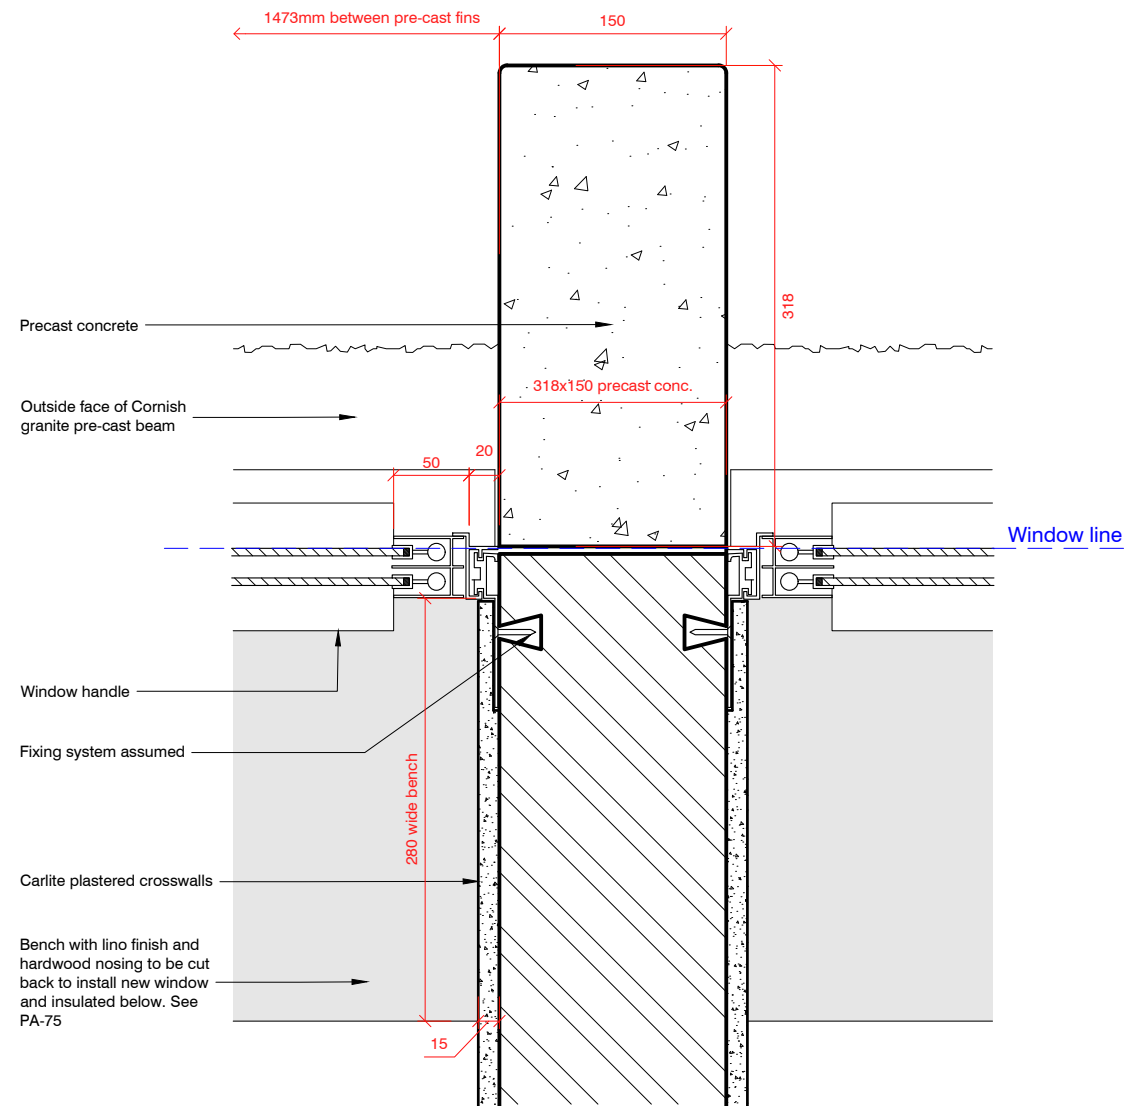 1473mm between pre-cast fins
150
318
Precast concrete
318x150 precast conc.
Outside face of Cornish
granite pre-cast beam
20
50
Window line
Window handle
Fixing system assumed
280 wide bench
Carlite plastered crosswalls
Bench with lino finish and
hardwood nosing to be cut
back to install new window
and insulated below. See
PA-75
15